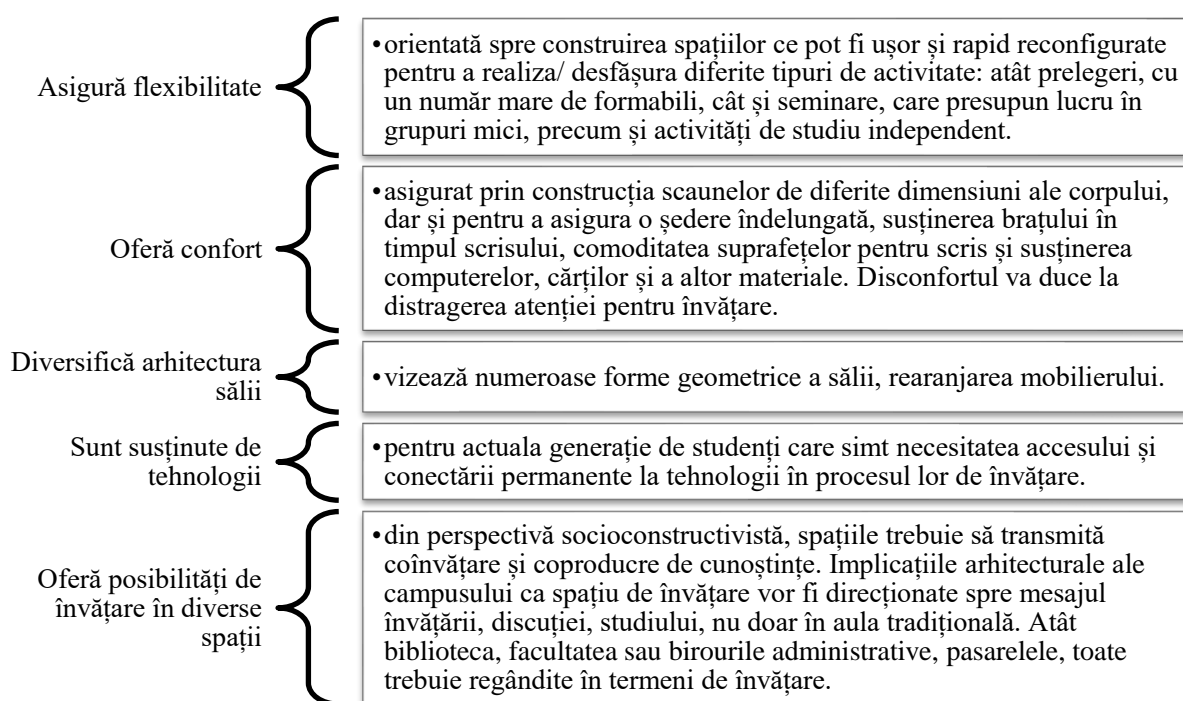 Asigură flexibilitate
•orientată spre construirea spațiilor ce pot fi ușor și rapid reconfigurate
pentru a realiza/ desfășura diferite tipuri de activitate: atât prelegeri, cu
un număr mare de formabili, cât și seminare, care presupun lucru în
grupuri mici, precum și activități de studiu independent.
Oferă confort
•asigurat prin construcția scaunelor de diferite dimensiuni ale corpului,
dar și pentru a asigura o ședere îndelungată, susținerea brațului în
timpul scrisului, comoditatea suprafețelor pentru scris și susținerea
computerelor, cărților și a altor materiale. Disconfortul va duce la
distragerea atenției pentru învățare.
Diversifică arhitectura
sălii
•vizează numeroase forme geometrice a sălii, rearanjarea mobilierului.
Sunt susținute de
tehnologii
•pentru actuala generație de studenți care simt necesitatea accesului și
conectării permanente la tehnologii în procesul lor de învățare.
Oferă posibilități de
învățare în diverse
spații
•din perspectivă socioconstructivistă, spațiile trebuie să transmită
coînvățare și coproducre de cunoștințe. Implicațiile arhitecturale ale
campusului ca spațiu de învățare vor fi direcționate spre mesajul
învățării, discuției, studiului, nu doar în aula tradițională. Atât
biblioteca, facultatea sau birourile administrative, pasarelele, toate
trebuie regândite în termeni de învățare.